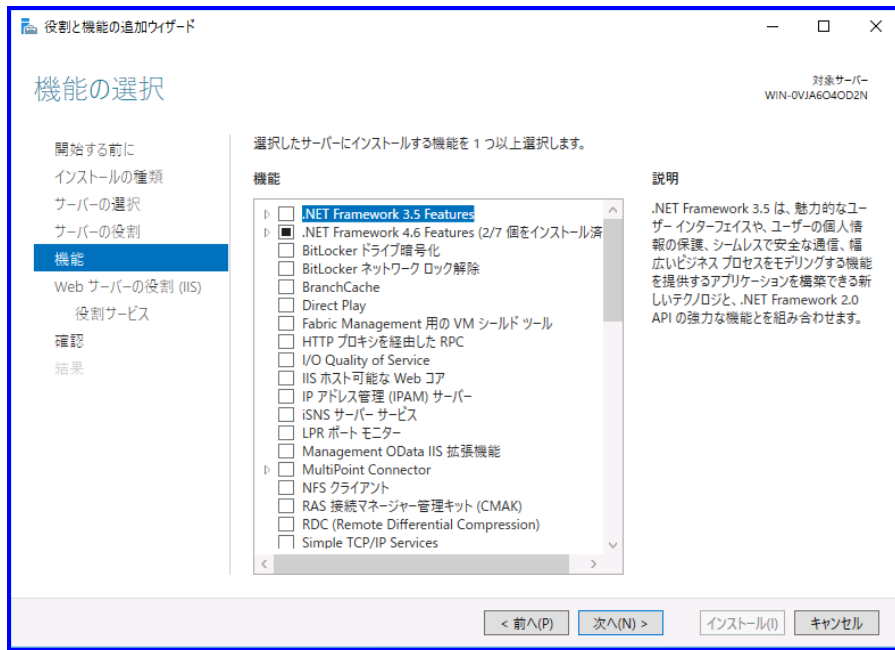 役割と機能の追加ウィザード
機能の選択
対象サーバー
WIN-0VJA6O4OD2N
開始する前に
インストールの種類
サーバーの選択
サーバーの役割
機能
Web サーバーの役割 (IIS)
役割サービス
確認
結果
選択したサーバーにインストールする機能を 1 つ以上選択します。
機能
.NET Framework 3.5 Features
.NET Framework 4.6 Features (2/7 個をインストール済
BitLocker ドライブ暗号化
BitLocker ネットワーク ロック解除
BranchCache
Direct Play
Fabric Management 用の VM シールド ツール
HTTP プロキシを経由した RPC
I/O Quality of Service
IIS ホスト可能な Web コア
IP アドレス管理 (IPAM) サーバー
iSNS サーバー サービス
LPR ポート モニター
Management OData IIS 拡張機能
MultiPoint Connector
NFS クライアント
RAS 接続マネージャー管理キット (CMAK)
RDC (Remote Differential Compression)
Simple TCP/IP Services
説明
.NET Framework 3.5 は、魅力的なユー
ザー インターフェイスや、ユーザーの個人情
報の保護、シームレスで安全な通信、幅
広いビジネス プロセスをモデリングする機能
を提供するアプリケーションを構築できる新
しいテクノロジと、.NET Framework 2.0
API の強力な機能とを組み合わせます。
< 前へ(P)
次へ(N) >
インストール(I)
キャンセル